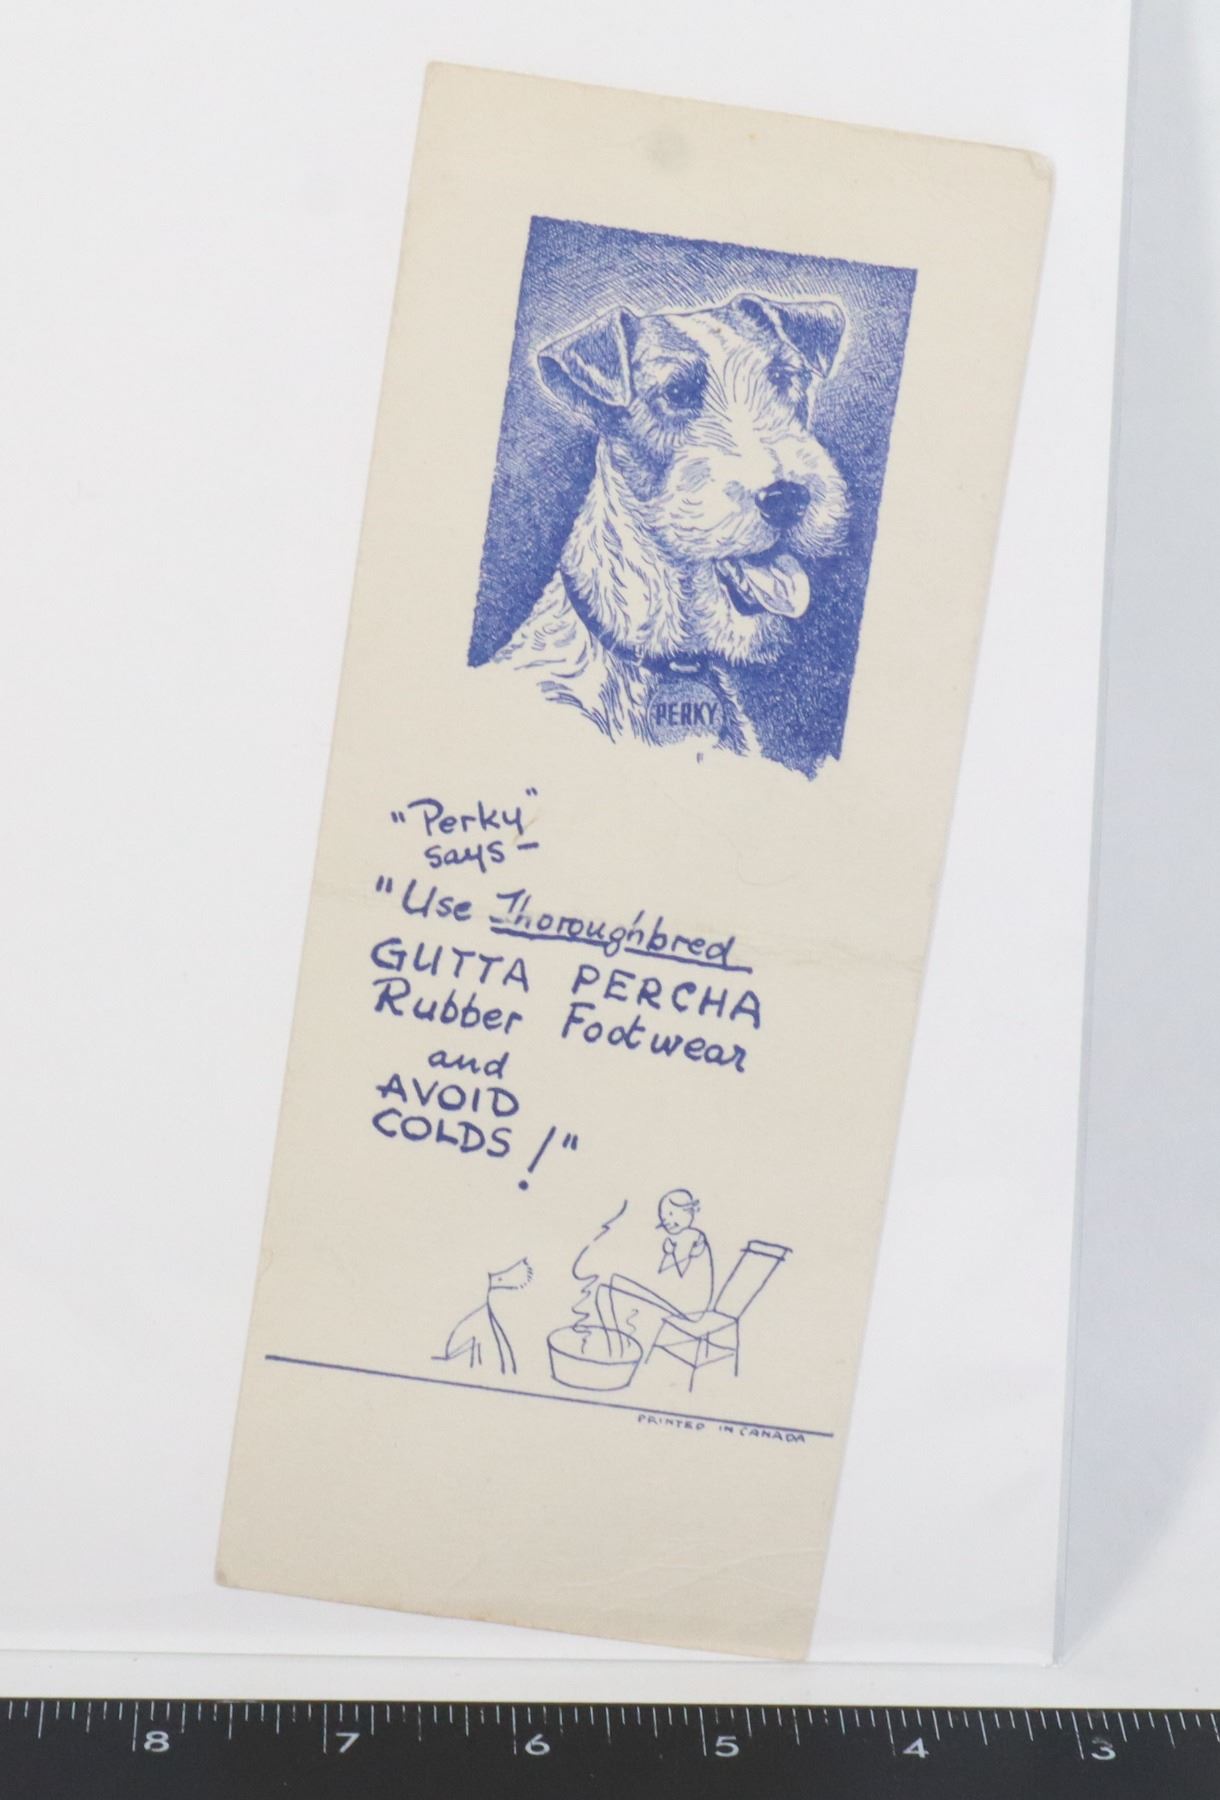 PERKY
"Perky"
says—
"Use Thoroughbred
GUTTA PERCHA
Rubber Footwear
and
AVOID
COLDS!"
PRINTED IN CANADA
8 7 6 5 4 3